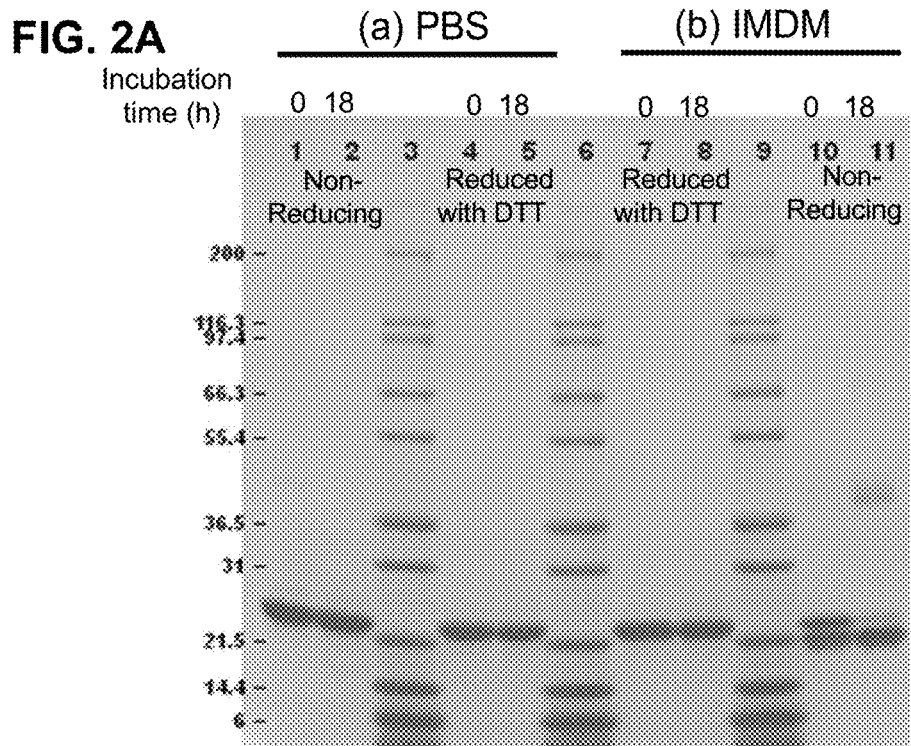 FIG. 2A
(a) PBS (b) IMDM
Incubation
time (h)
0 18 0 18 0 18 0 18
1 2 3 4 5 6 7 8 9 10 11
Non- Reduced Reduced Non-
Reducing with DTT with DTT Reducing
200
116.3
97.4
66.3
55.4
36.5
31
21.5
14.4
6